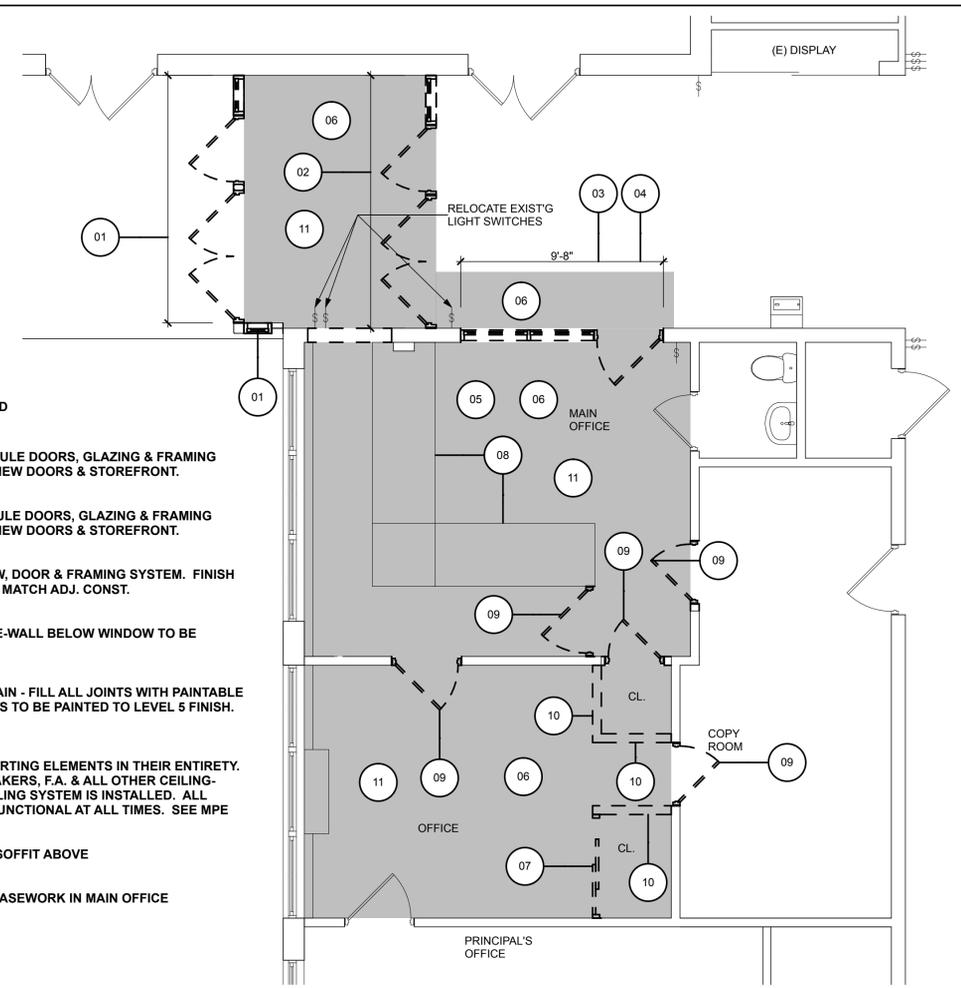 (E) DISPLAY
06
02
03
04
RELOCATE EXIST'G
LIGHT SWITCHES
11
01
9'-8"
06
01
05
06
MAIN
OFFICE
08
11
09
09
09
CL.
10
COPY
ROOM
09
11
09
06
10
OFFICE
CL.
07
10
PRINCIPAL'S
OFFICE
ULE DOORS, GLAZING & FRAMING
NEW DOORS & STOREFRONT.
ULE DOORS, GLAZING & FRAMING
NEW DOORS & STOREFRONT.
DOOR & FRAMING SYSTEM. FINISH
MATCH ADJ. CONST.
E-WALL BELOW WINDOW TO BE
AIN - FILL ALL JOINTS WITH PAINTABLE
S TO BE PAINTED TO LEVEL 5 FINISH.
RTING ELEMENTS IN THEIR ENTIRETY.
AKERS, F.A. & ALL OTHER CEILING-
LING SYSTEM IS INSTALLED. ALL
UNCTIONAL AT ALL TIMES. SEE MPE
SOFFIT ABOVE
ASEWORK IN MAIN OFFICE